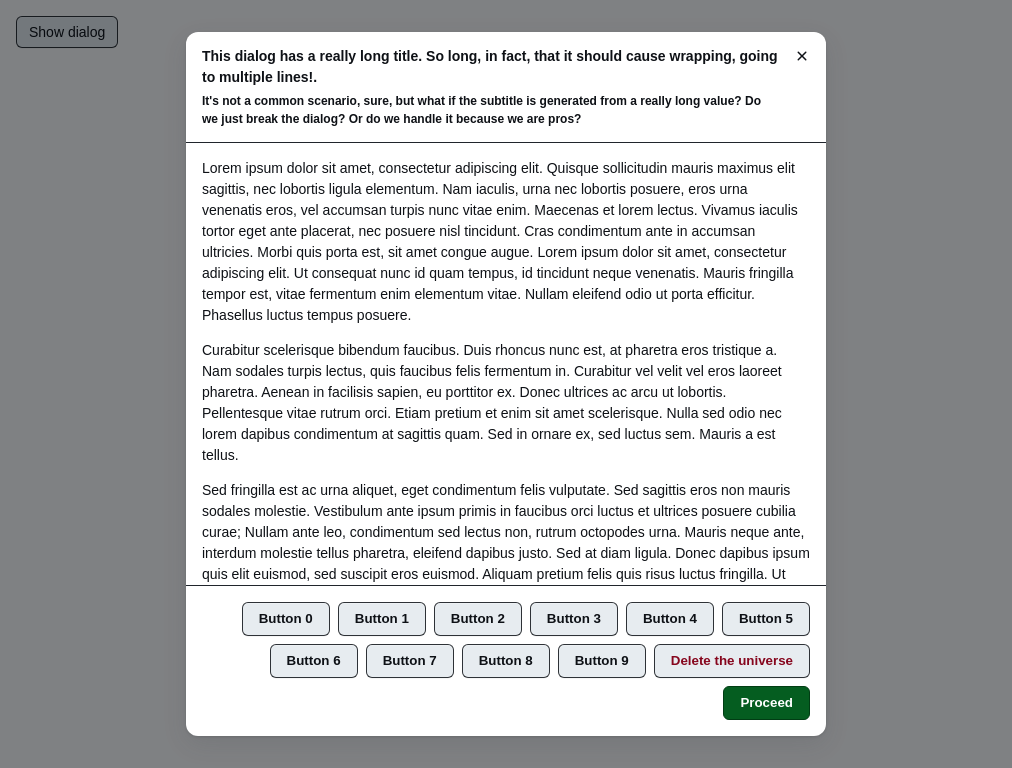 Show dialog
This dialog has a really long title. So long, in fact, that it should cause wrapping, going
to multiple lines!.
It's not a common scenario, sure, but what if the subtitle is generated from a really long value? Do
we just break the dialog? Or do we handle it because we are pros?
Lorem ipsum dolor sit amet, consectetur adipiscing elit. Quisque sollicitudin mauris maximus elit
sagittis, nec lobortis ligula elementum. Nam iaculis, urna nec lobortis posuere, eros urna
venenatis eros, vel accumsan turpis nunc vitae enim. Maecenas et lorem lectus. Vivamus iaculis
tortor eget ante placerat, nec posuere nisl tincidunt. Cras condimentum ante in accumsan
ultricies. Morbi quis porta est, sit amet congue augue. Lorem ipsum dolor sit amet, consectetur
adipiscing elit. Ut consequat nunc id quam tempus, id tincidunt neque venenatis. Mauris fringilla
tempor est, vitae fermentum enim elementum vitae. Nullam eleifend odio ut porta efficitur.
Phasellus luctus tempus posuere.
Curabitur scelerisque bibendum faucibus. Duis rhoncus nunc est, at pharetra eros tristique a.
Nam sodales turpis lectus, quis faucibus felis fermentum in. Curabitur vel velit vel eros laoreet
pharetra. Aenean in facilisis sapien, eu porttitor ex. Donec ultrices ac arcu ut lobortis.
Pellentesque vitae rutrum orci. Etiam pretium et enim sit amet scelerisque. Nulla sed odio nec
lorem dapibus condimentum at sagittis quam. Sed in ornare ex, sed luctus sem. Mauris a est
tellus.
Sed fringilla est ac urna aliquet, eget condimentum felis vulputate. Sed sagittis eros non mauris
sodales molestie. Vestibulum ante ipsum primis in faucibus orci luctus et ultrices posuere cubilia
curae; Nullam ante leo, condimentum sed lectus non, rutrum octopodes urna. Mauris neque ante,
interdum molestie tellus pharetra, eleifend dapibus justo. Sed at diam ligula. Donec dapibus ipsum
quis elit euismod, sed suscipit eros euismod. Aliquam pretium felis quis risus luctus fringilla. Ut
Button 0 Button 1 Button 2 Button 3 Button 4 Button 5
Button 6 Button 7 Button 8 Button 9 Delete the universe
Proceed